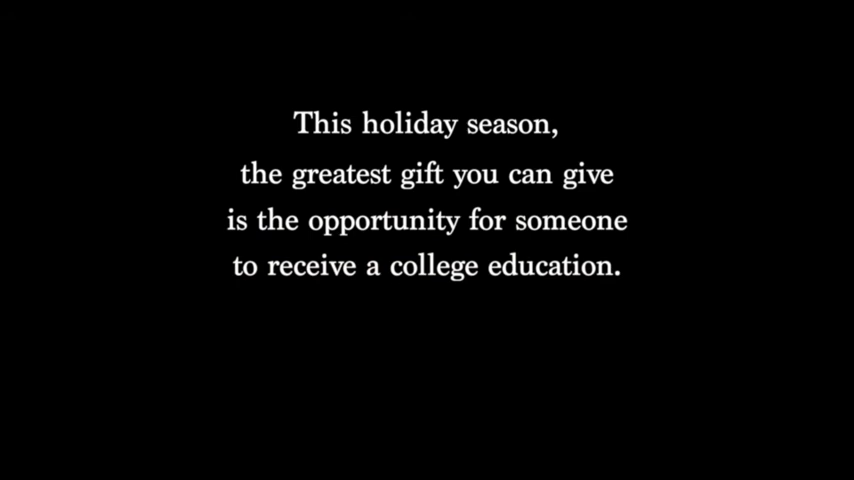 This holiday season,
the greatest gift you can give
is the opportunity for someone
to receive a college education.